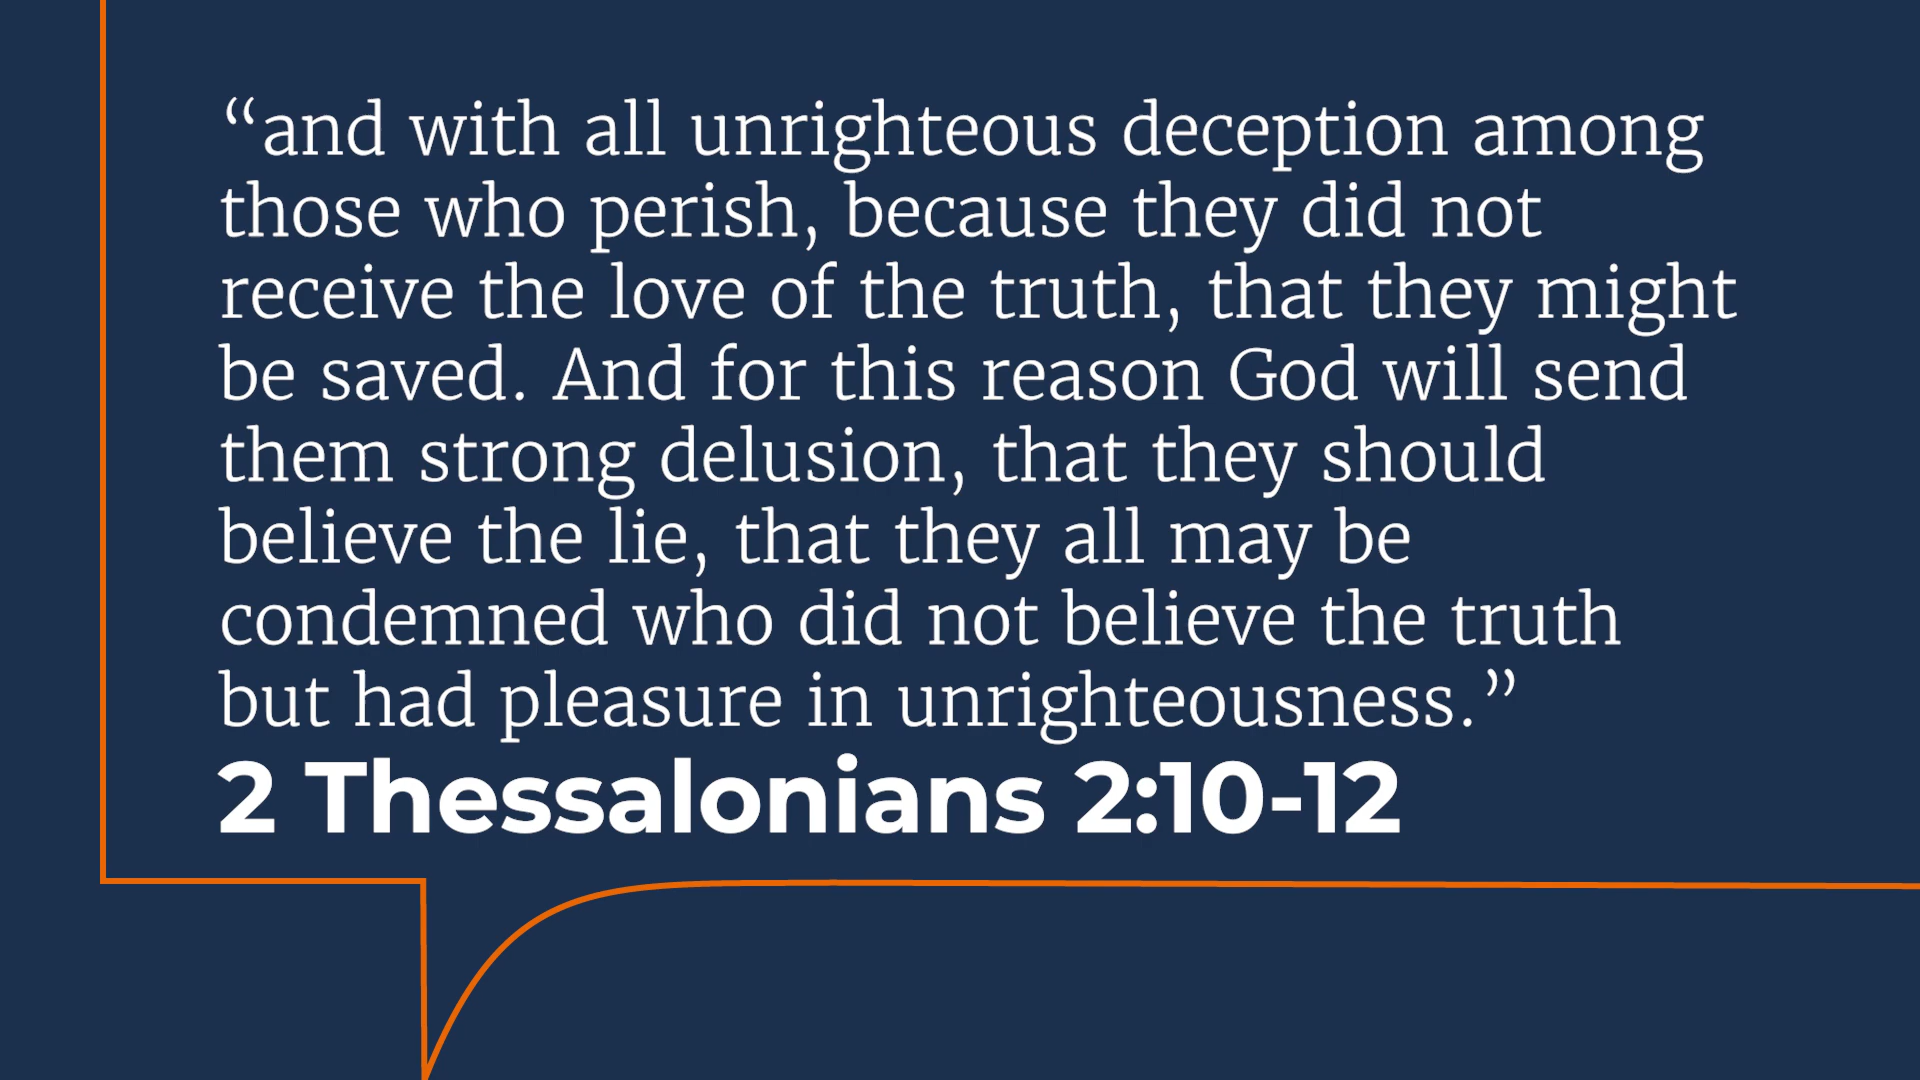 “and with all unrighteous deception among
those who perish, because they did not
receive the love of the truth, that they might
be saved. And for this reason God will send
them strong delusion, that they should
believe the lie, that they all may be
condemned who did not believe the truth
but had pleasure in unrighteousness.”
2 Thessalonians 2:10-12